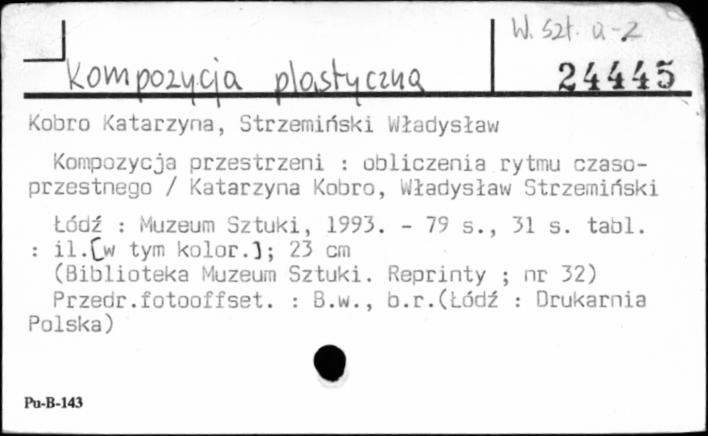 W. szt. a-z
Kompozycja plastyczna 24445
Kobro Katarzyna, Strzemiński Władysław
Kompozycja przestrzeni : obliczenia rytmu czaso-
przestnego / Katarzyna Kobro, Władysław Strzemiński
Łódź : Muzeum Sztuki, 1993. - 79 s., 31 s. tabl.
: il.[w tym kolor.]; 23 cm
(Biblioteka Muzeum Sztuki. Reprinty ; nr 32)
Przedr.fotooffset. : B.w., b.r.(Łódź : Drukarnia
Polska)
Pu-B-143